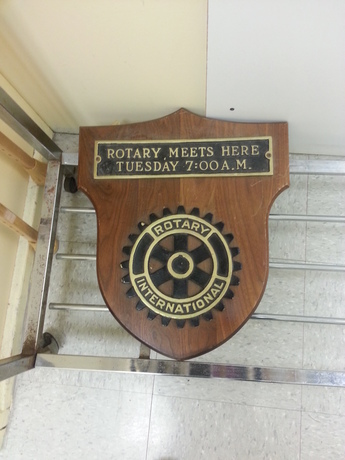 ROTARY MEETS HERE
TUESDAY 7:00 A.M.
ROTARY
INTERNATIONAL